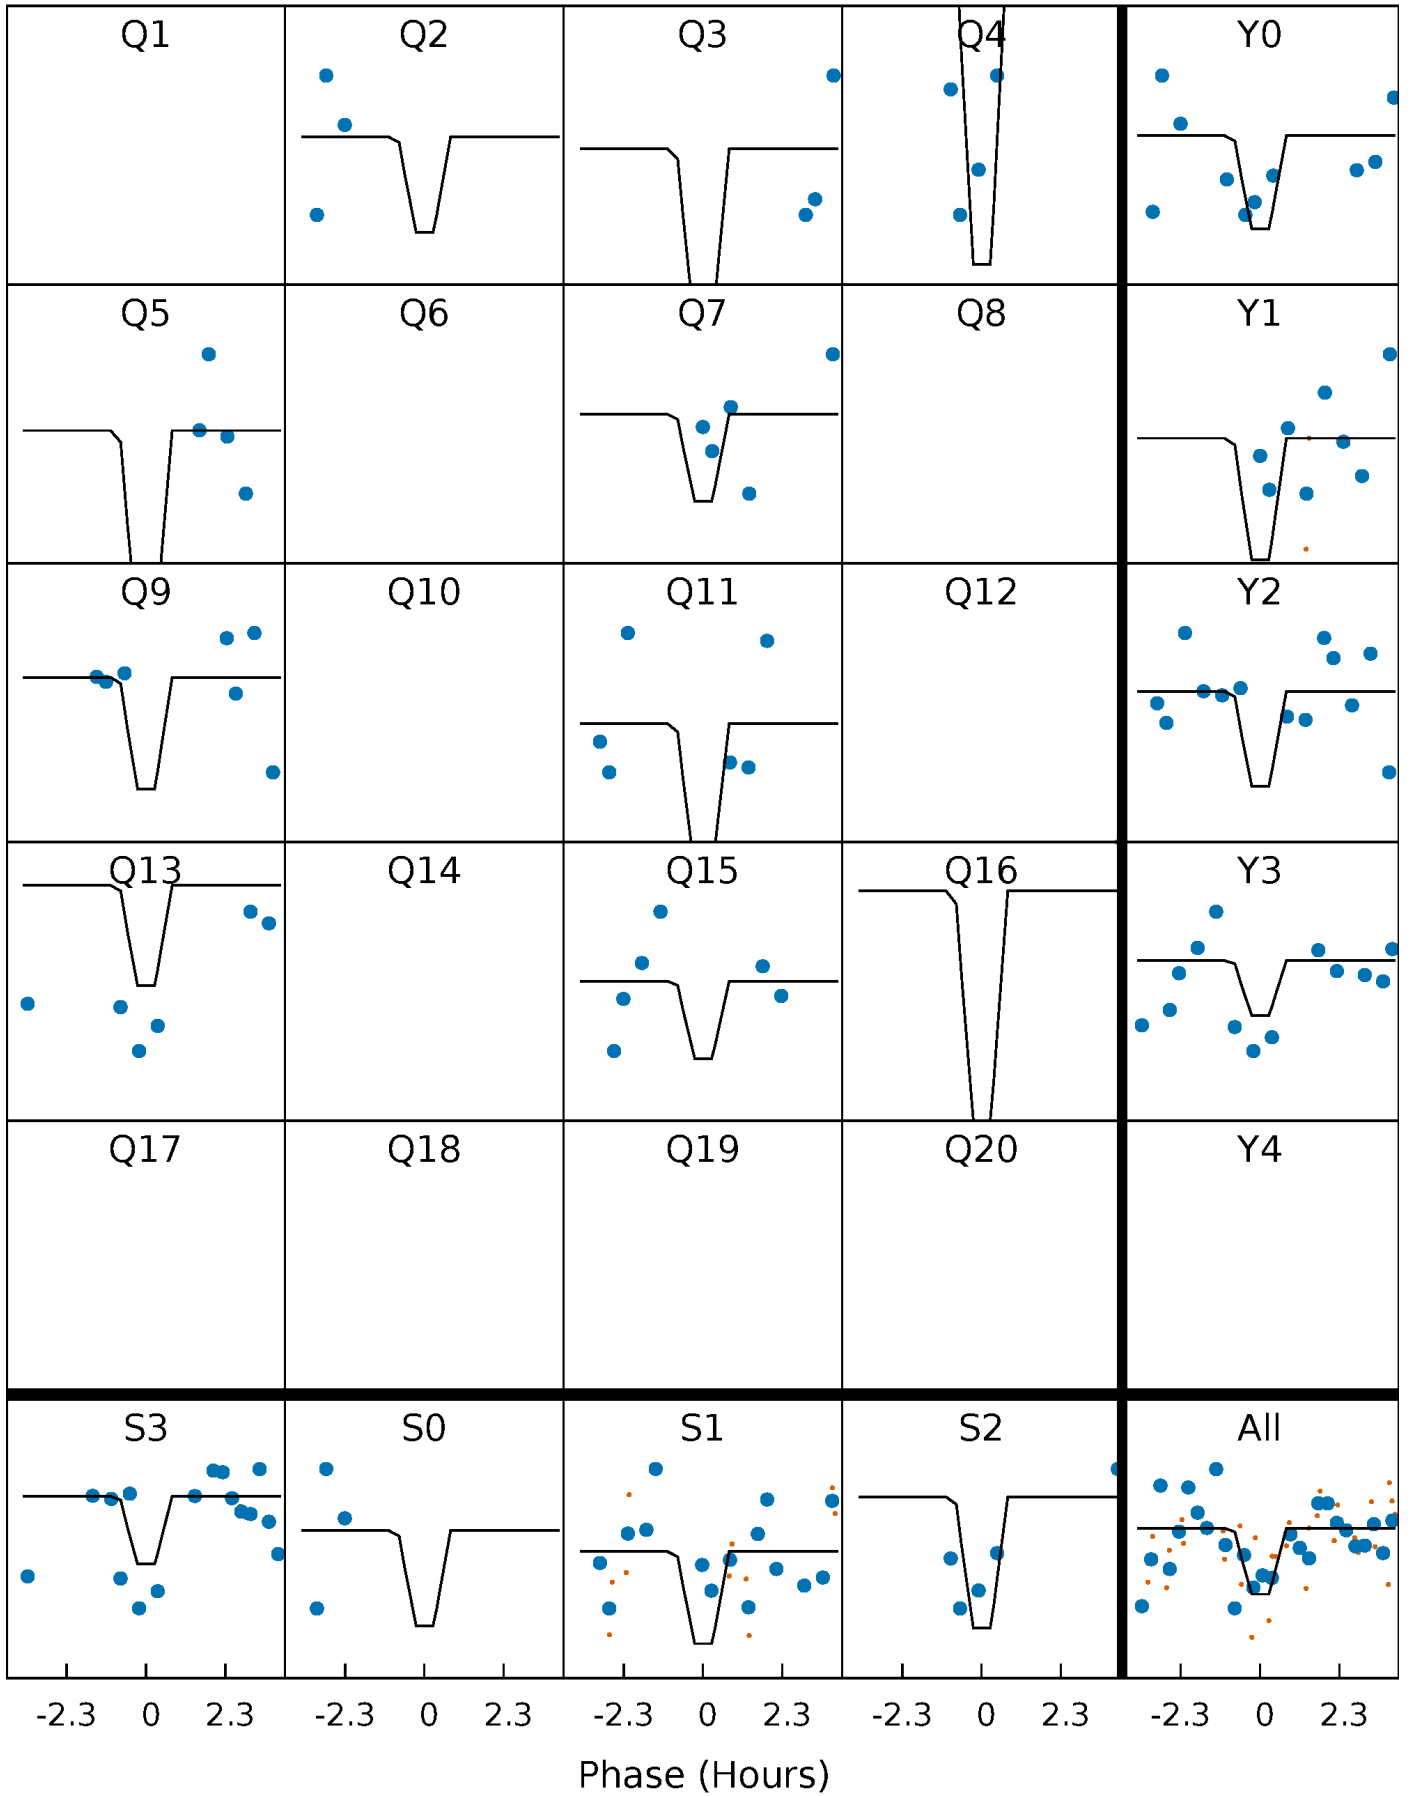 Q1 Q2 Q3 Q4 Y0
Q5 Q6 Q7 Q8 Y1
Q9 Q10 Q11 Q12 Y2
Q13 Q14 Q15 Q16 Y3
Q17 Q18 Q19 Q20 Y4
S3 S0 S1 S2 All
-2.3 0 2.3 -2.3 0 2.3 -2.3 0 2.3 -2.3 0 2.3 -2.3 0 2.3
Phase (Hours)